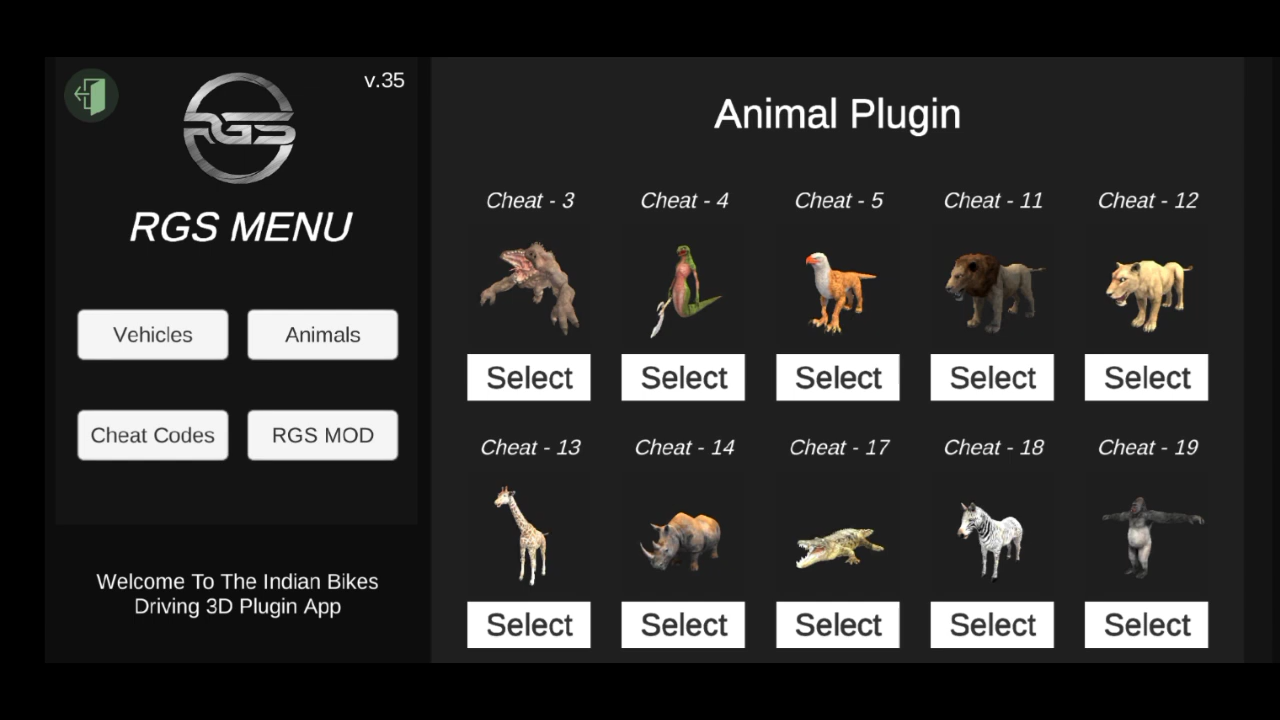 v.35
RGS
RGS MENU
Vehicles
Animals
Cheat Codes
RGS MOD
Welcome To The Indian Bikes
Driving 3D Plugin App
Animal Plugin
Cheat - 3
Cheat - 4
Cheat - 5
Cheat - 11
Cheat - 12
Select
Select
Select
Select
Select
Cheat - 13
Cheat - 14
Cheat - 17
Cheat - 18
Cheat - 19
Select
Select
Select
Select
Select